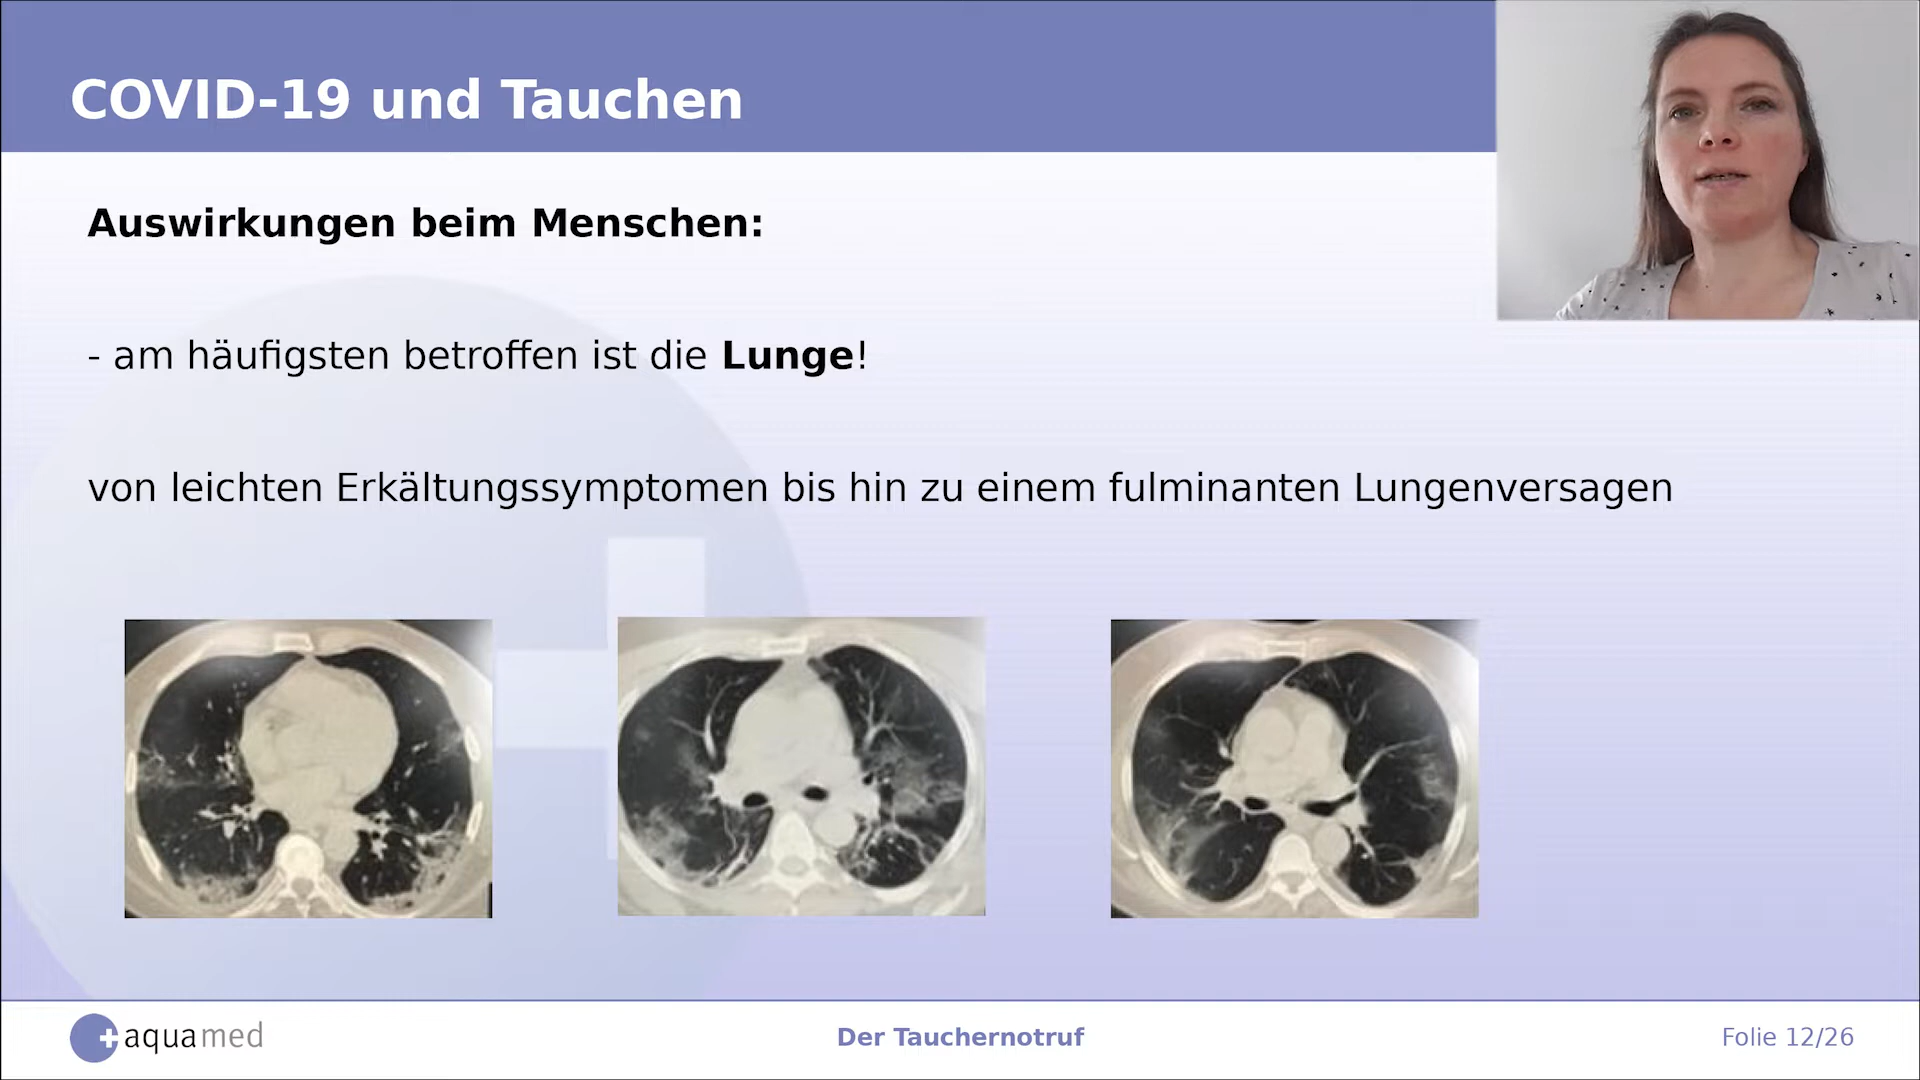 COVID-19 und Tauchen
Auswirkungen beim Menschen:
- am häufigsten betroffen ist die Lunge!
von leichten Erkältungssymptomen bis hin zu einem fulminanten Lungenversagen
aquamed
Der Tauchernotruf
Folie 12/26